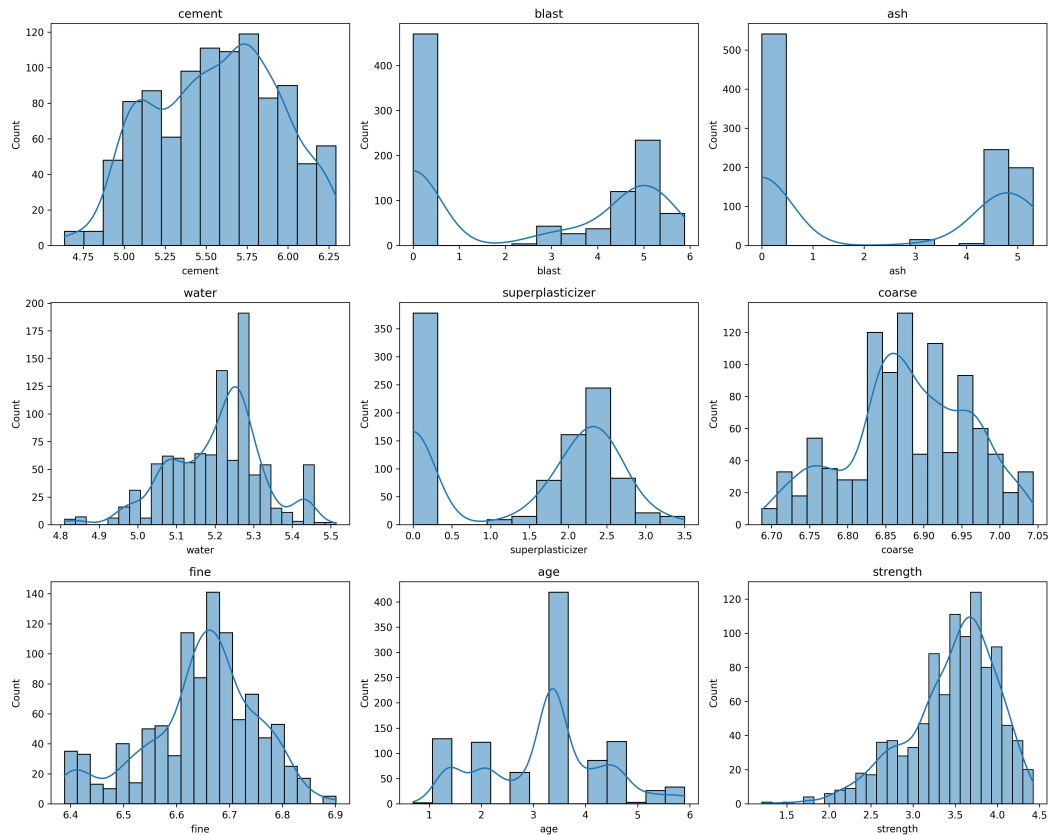 cement
blast
ash
Count
0
20
40
60
80
100
120
4.75 5.00 5.25 5.50 5.75 6.00 6.25
cement
Count
0
100
200
300
400
0 1 2 3 4 5 6
blast
Count
0
100
200
300
400
500
0 1 2 3 4 5
ash
water
superplasticizer
coarse
Count
0
25
50
75
100
125
150
175
200
4.8 4.9 5.0 5.1 5.2 5.3 5.4 5.5
water
Count
0
50
100
150
200
250
300
350
0.0 0.5 1.0 1.5 2.0 2.5 3.0 3.5
superplasticizer
Count
0
20
40
60
80
100
120
6.70 6.75 6.80 6.85 6.90 6.95 7.00 7.05
coarse
fine
age
strength
Count
0
20
40
60
80
100
120
140
6.4 6.5 6.6 6.7 6.8 6.9
fine
Count
0
50
100
150
200
250
300
350
400
1 2 3 4 5 6
age
Count
0
20
40
60
80
100
120
1.5 2.0 2.5 3.0 3.5 4.0 4.5
strength